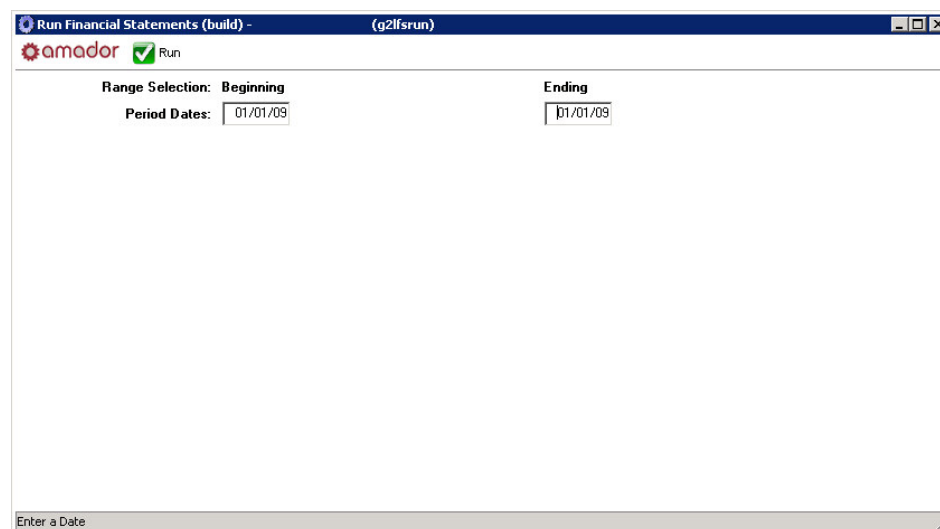 Run Financial Statements (build) - (g2lfsrun)
amador Run
Range Selection: Beginning Ending
Period Dates: 01/01/09 01/01/09
Enter a Date